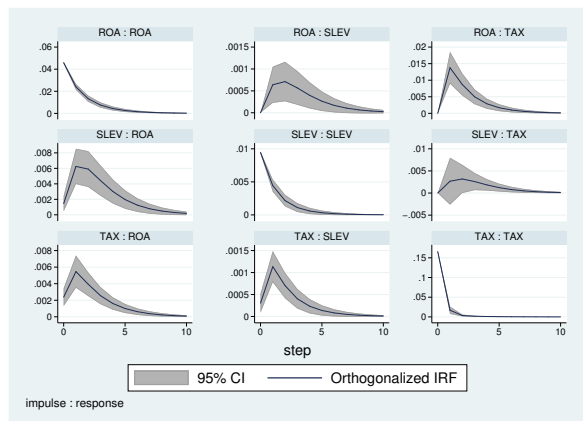 ROA : ROA
ROA : SLEV
ROA : TAX
.06
.04
.02
0
.0015
.001
.0005
0
.02
.015
.01
.005
0
SLEV : ROA
SLEV : SLEV
SLEV : TAX
.008
.006
.004
.002
0
.01
.005
0
.01
.005
0
-.005
TAX : ROA
TAX : SLEV
TAX : TAX
.008
.006
.004
.002
0
.0015
.001
.0005
0
.15
.1
.05
0
0 5 10
0 5 10
0 5 10
step
95% CI Orthogonalized IRF
impulse : response